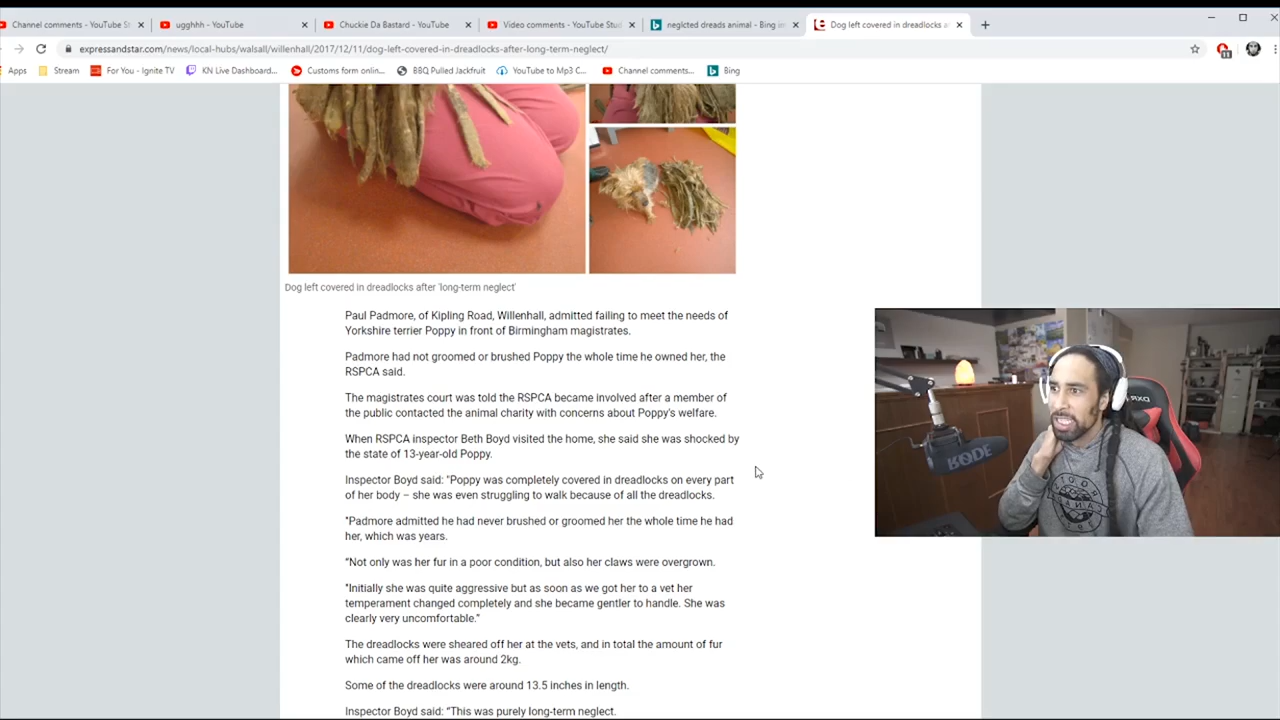 Channel comments - YouTube St
ugghhh - YouTube
Chuckie Da Bastard - YouTube
Video comments - YouTube Stud
neglcted dreads animal - Bing im
Dog left covered in dreadlocks a
expressandstar.com/news/local-hubs/walsall/willenhall/2017/12/11/dog-left-covered-in-dreadlocks-after-long-term-neglect/
11
Apps
Stream
For You - Ignite TV
KN Live Dashboard...
Customs form onlin...
BBQ Pulled Jackfruit
YouTube to Mp3 C...
Channel comments...
Bing
Dog left covered in dreadlocks after 'long-term neglect'
Paul Padmore, of Kipling Road, Willenhall, admitted failing to meet the needs of
Yorkshire terrier Poppy in front of Birmingham magistrates.
Padmore had not groomed or brushed Poppy the whole time he owned her, the
RSPCA said.
The magistrates court was told the RSPCA became involved after a member of
the public contacted the animal charity with concerns about Poppy's welfare.
When RSPCA inspector Beth Boyd visited the home, she said she was shocked by
the state of 13-year-old Poppy.
Inspector Boyd said: "Poppy was completely covered in dreadlocks on every part
of her body – she was even struggling to walk because of all the dreadlocks.
"Padmore admitted he had never brushed or groomed her the whole time he had
her, which was years.
"Not only was her fur in a poor condition, but also her claws were overgrown.
"Initially she was quite aggressive but as soon as we got her to a vet her
temperament changed completely and she became gentler to handle. She was
clearly very uncomfortable."
The dreadlocks were sheared off her at the vets, and in total the amount of fur
which came off her was around 2kg.
Some of the dreadlocks were around 13.5 inches in length.
Inspector Boyd said: "This was purely long-term neglect.
RØDE
ROOTS